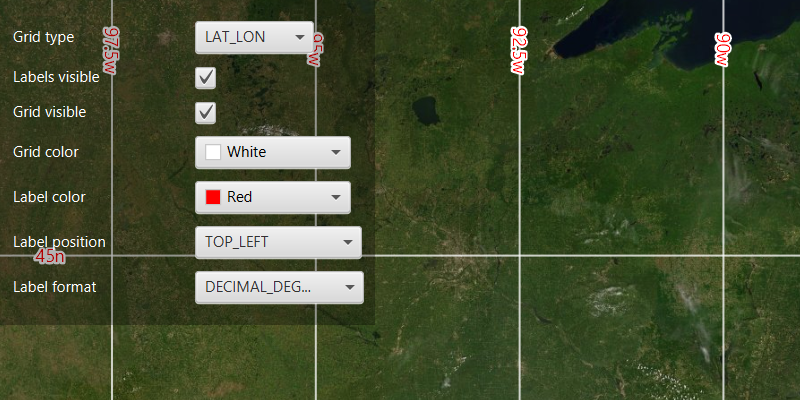 Grid type LAT_LON
Labels visible
Grid visible
Grid color White
Label color Red
Label position TOP_LEFT
Label format DECIMAL_DEG...
97.5w
95w
92.5w
90w
45n